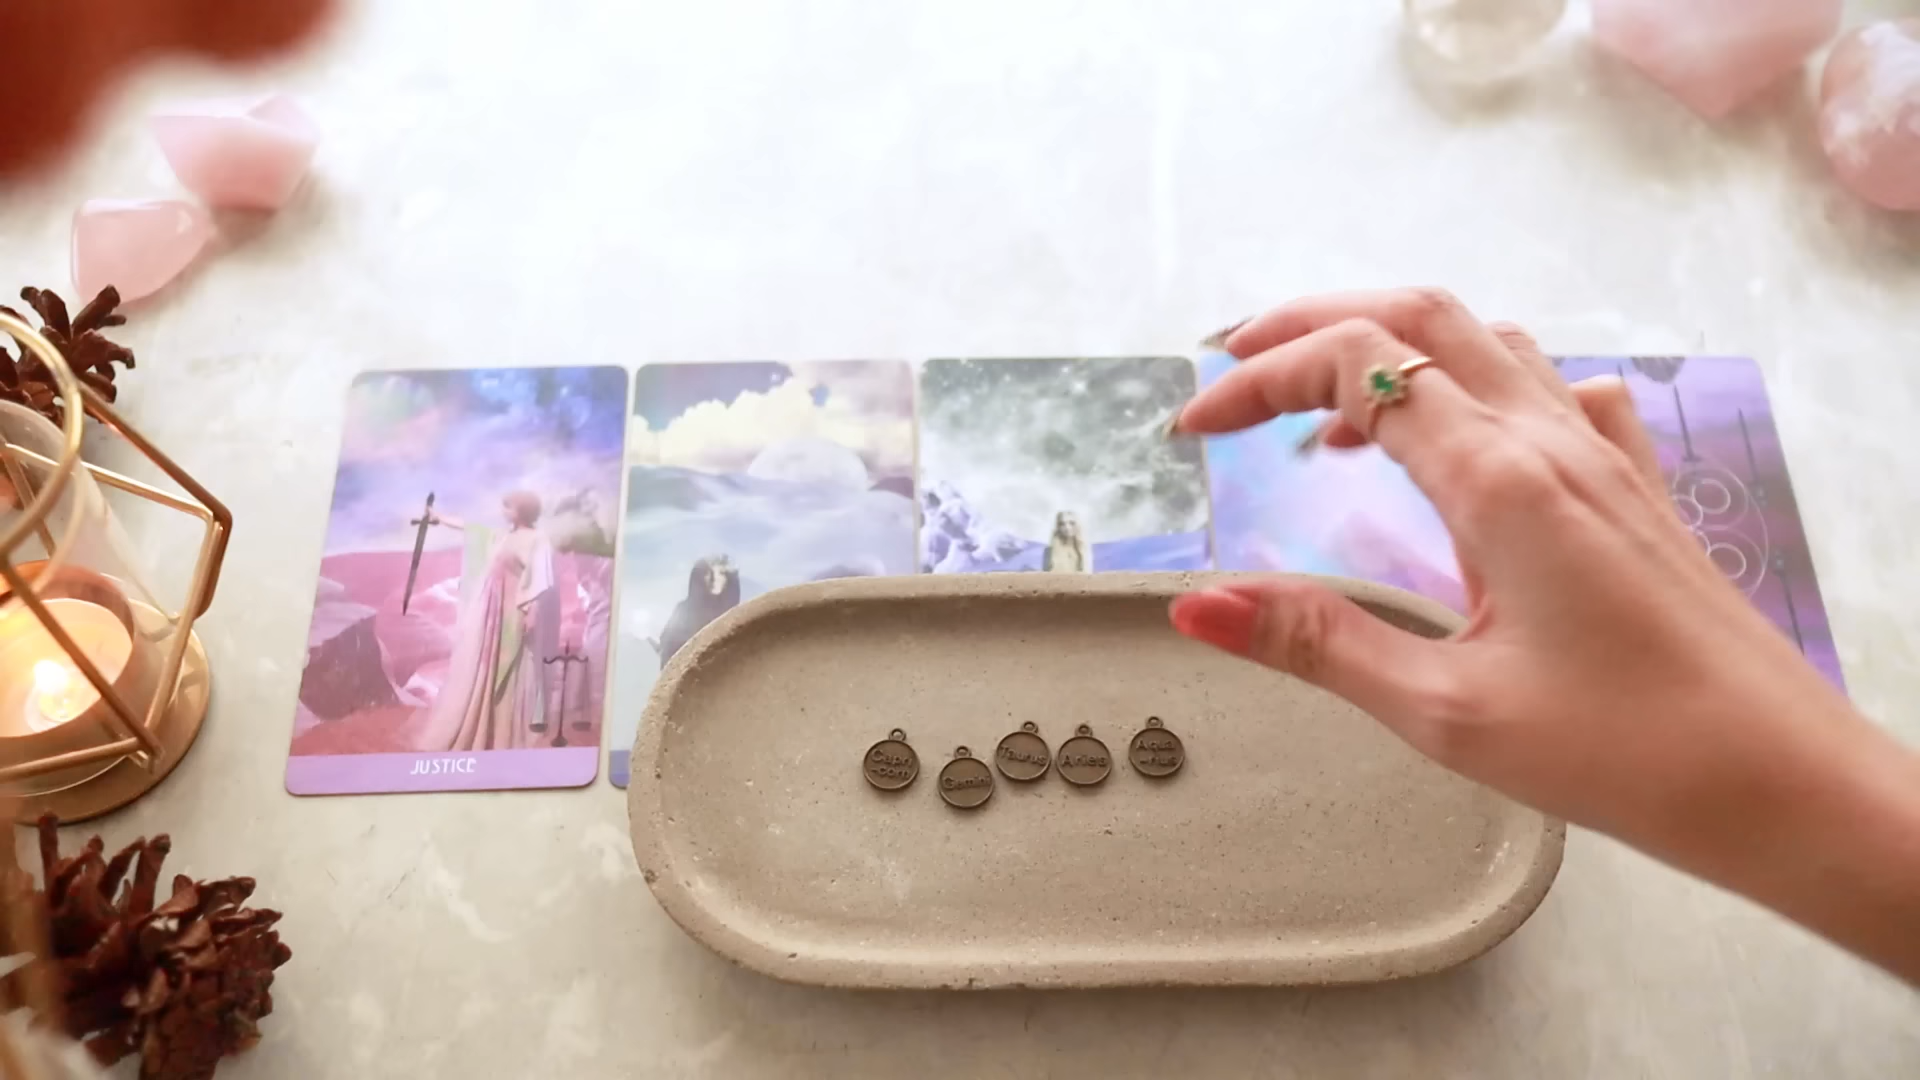 JUSTICE
Capri
-corn
Gemini
Taurus
Aries
Aqua
-rius